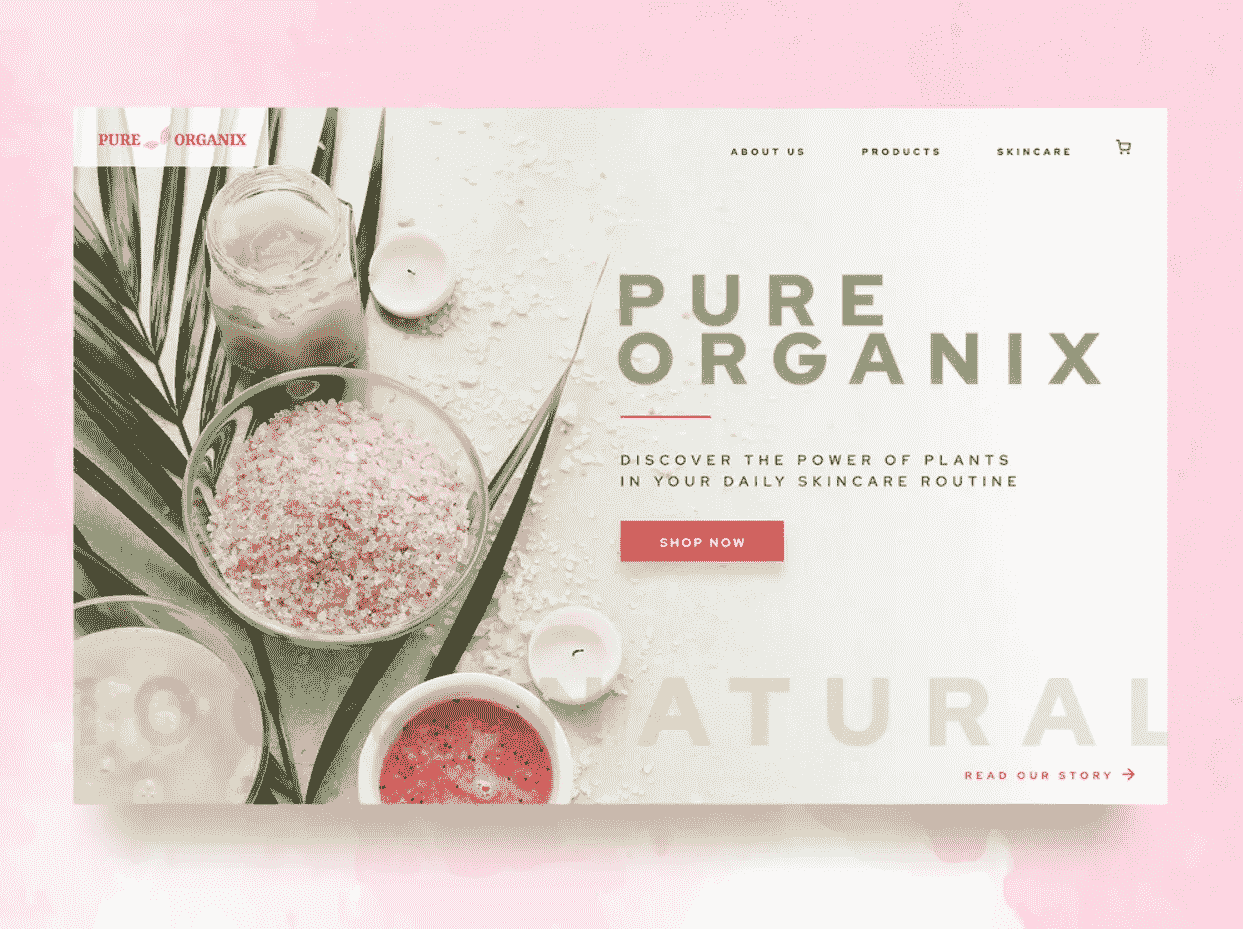 PURE ORGANIX
ABOUT US
PRODUCTS
SKINCARE
PURE
ORGANIX
DISCOVER THE POWER OF PLANTS
IN YOUR DAILY SKINCARE ROUTINE
SHOP NOW
NATURAL
READ OUR STORY